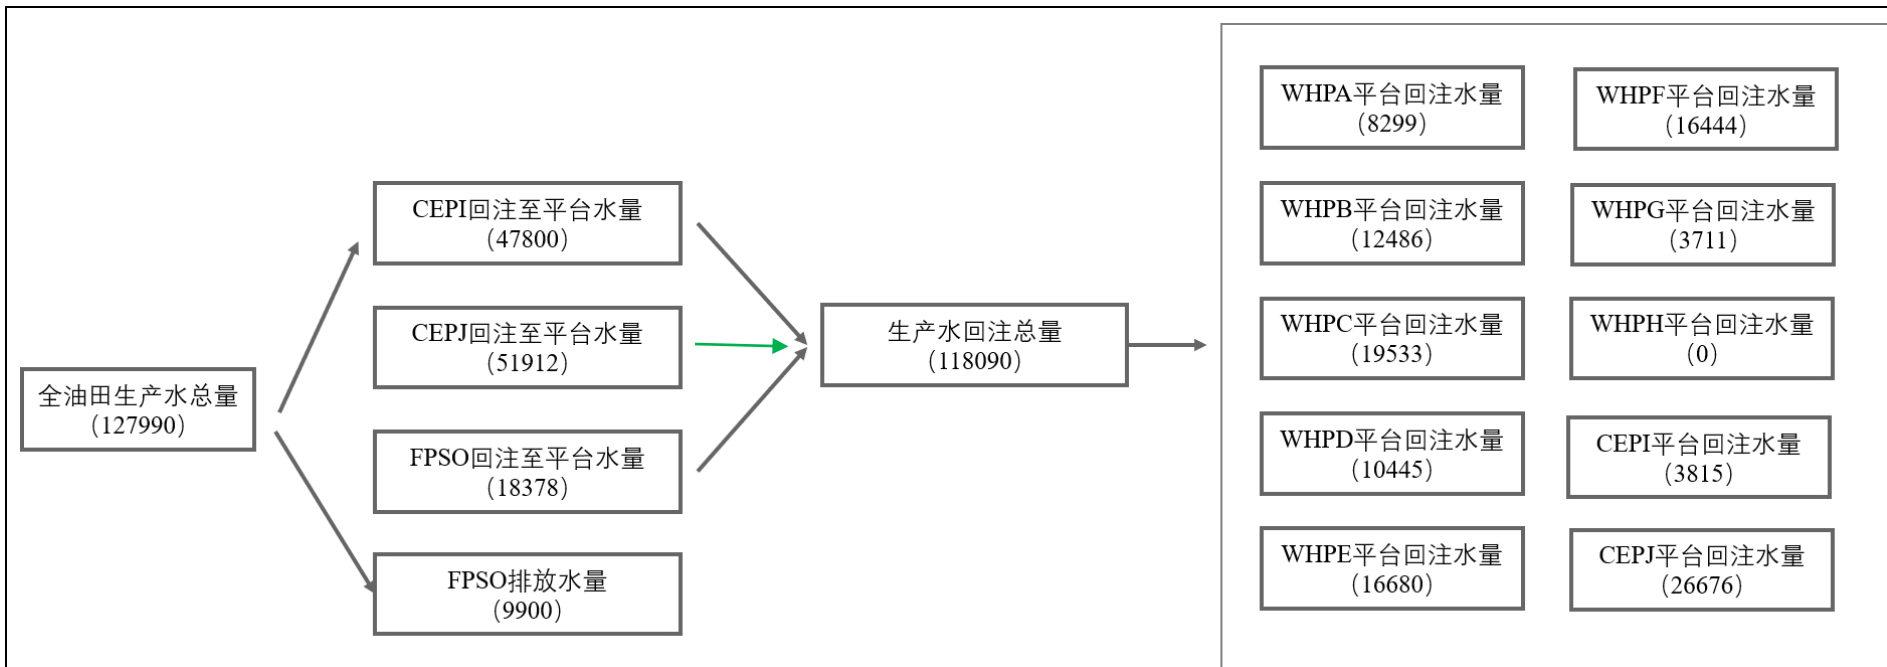 全油田生产水总量
(127990)
CEPI回注至平台水量
(47800)
CEPJ回注至平台水量
(51912)
FPSO回注至平台水量
(18378)
FPSO排放水量
(9900)
生产水回注总量
(118090)
WHPA平台回注水量
(8299)
WHPB平台回注水量
(12486)
WHPC平台回注水量
(19533)
WHPD平台回注水量
(10445)
WHPE平台回注水量
(16680)
WHPF平台回注水量
(16444)
WHPG平台回注水量
(3711)
WHPH平台回注水量
(0)
CEPI平台回注水量
(3815)
CEPJ平台回注水量
(26676)